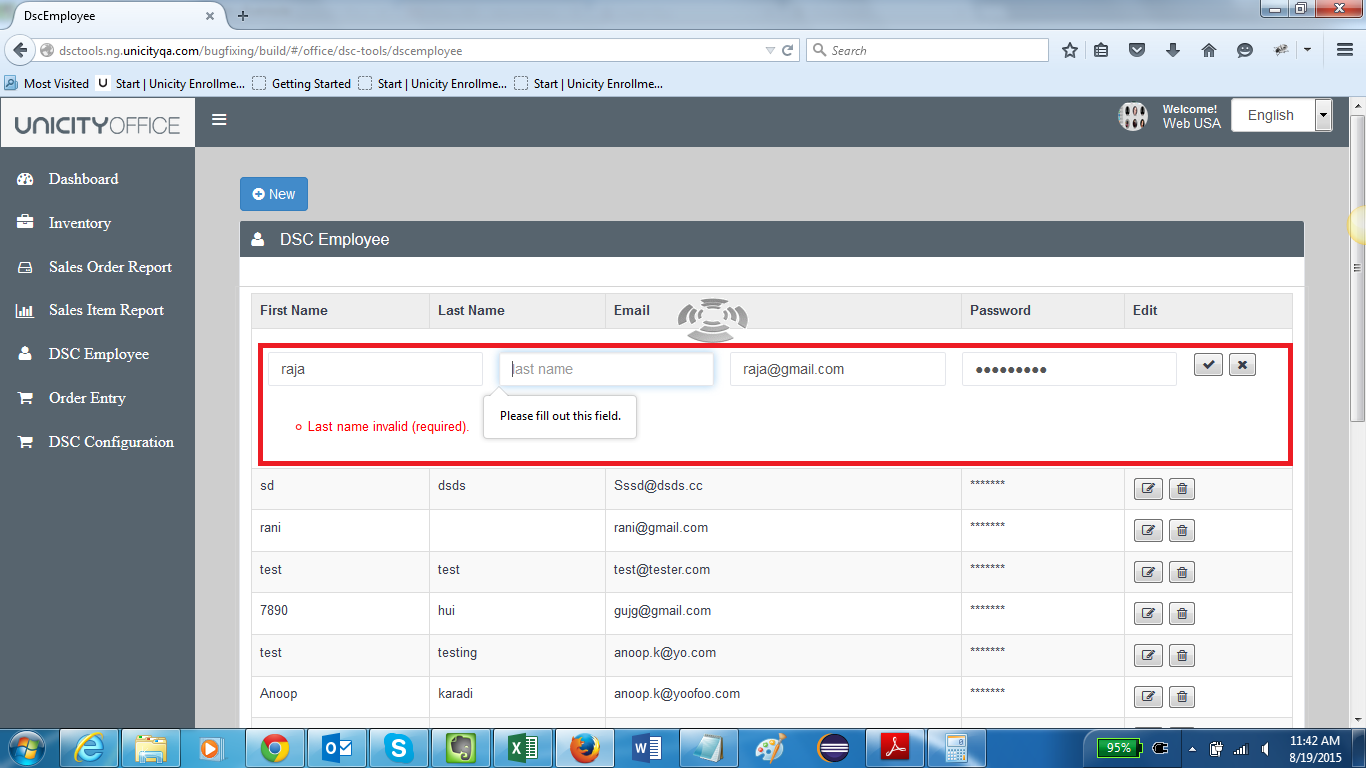 DscEmployee
dsctools.ng.unicityqa.com/bugfixing/build/#/office/dsc-tools/dscemployee
Search
Most Visited Start | Unicity Enrollme... Getting Started Start | Unicity Enrollme... Start | Unicity Enrollme...
UNICITYOFFICE
Welcome!
Web USA
English
Dashboard
Inventory
Sales Order Report
Sales Item Report
DSC Employee
Order Entry
DSC Configuration
New
DSC Employee
First Name Last Name Email Password Edit
raja last name raja@gmail.com •••••••••
Please fill out this field.
Last name invalid (required).
sd dsds Sssd@dsds.cc *******
rani rani@gmail.com *******
test test test@tester.com *******
7890 hui gujg@gmail.com *******
test testing anoop.k@yo.com *******
Anoop karadi anoop.k@yoofoo.com *******
95%
11:42 AM
8/19/2015